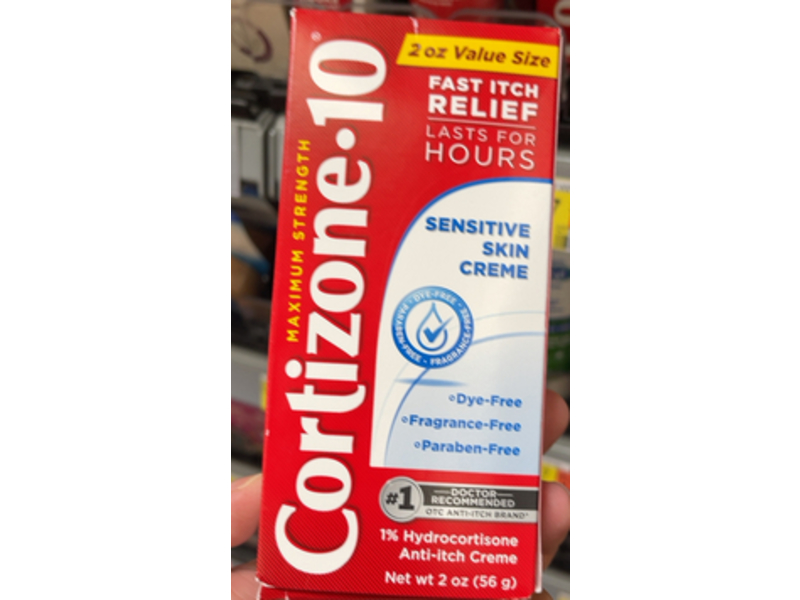 2 oz Value Size
FAST ITCH
RELIEF
LASTS FOR
HOURS
MAXIMUM STRENGTH
Cortizone·10®
SENSITIVE
SKIN
CREME
DYE-FREE • FRAGRANCE-FREE • PARABEN-FREE •
Dye-Free
Fragrance-Free
Paraben-Free
#1 DOCTOR
RECOMMENDED
OTC ANTI-ITCH BRAND*
1% Hydrocortisone
Anti-itch Creme
Net wt 2 oz (56 g)